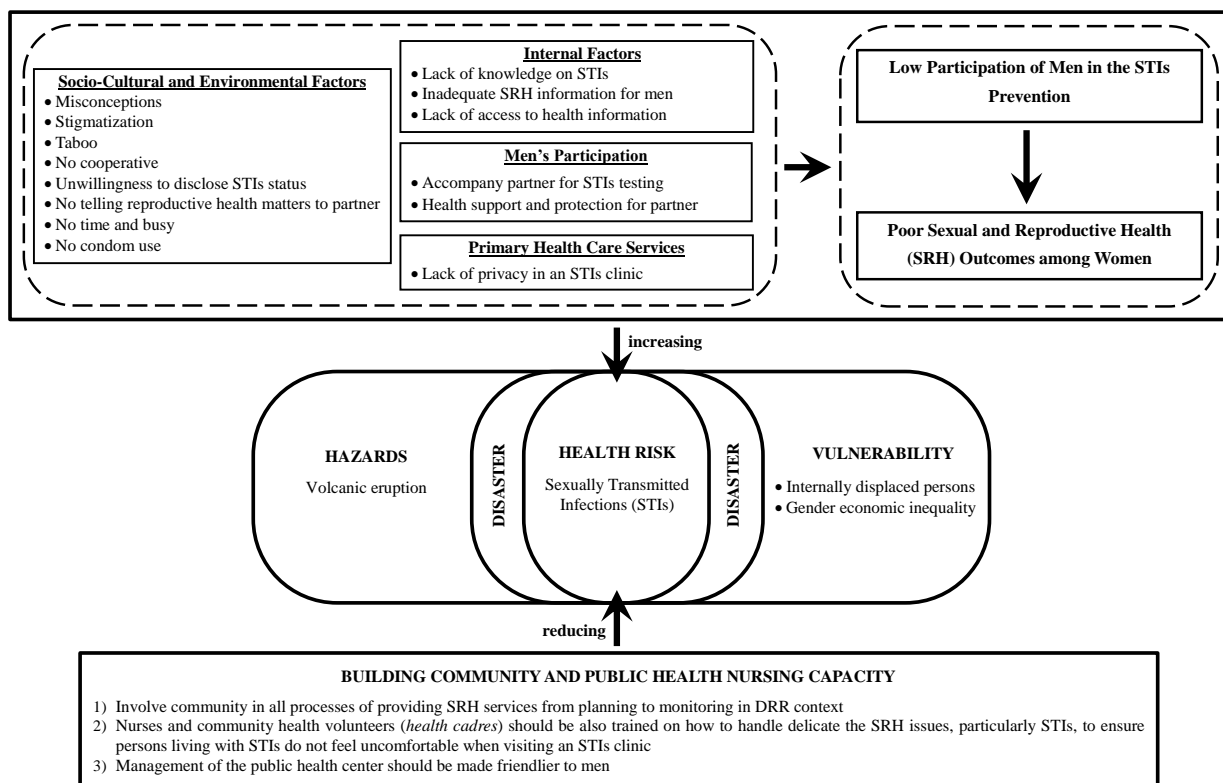 Socio-Cultural and Environmental Factors
• Misconceptions
• Stigmatization
• Taboo
• No cooperative
• Unwillingness to disclose STIs status
• No telling reproductive health matters to partner
• No time and busy
• No condom use
Internal Factors
• Lack of knowledge on STIs
• Inadequate SRH information for men
• Lack of access to health information
Men's Participation
• Accompany partner for STIs testing
• Health support and protection for partner
Primary Health Care Services
• Lack of privacy in an STIs clinic
Low Participation of Men in the STIs
Prevention
Poor Sexual and Reproductive Health
(SRH) Outcomes among Women
increasing
HAZARDS
Volcanic eruption
DISASTER
HEALTH RISK
Sexually Transmitted
Infections (STIs)
DISASTER
VULNERABILITY
• Internally displaced persons
• Gender economic inequality
reducing
BUILDING COMMUNITY AND PUBLIC HEALTH NURSING CAPACITY
1) Involve community in all processes of providing SRH services from planning to monitoring in DRR context
2) Nurses and community health volunteers (health cadres) should be also trained on how to handle delicate the SRH issues, particularly STIs, to ensure
persons living with STIs do not feel uncomfortable when visiting an STIs clinic
3) Management of the public health center should be made friendlier to men